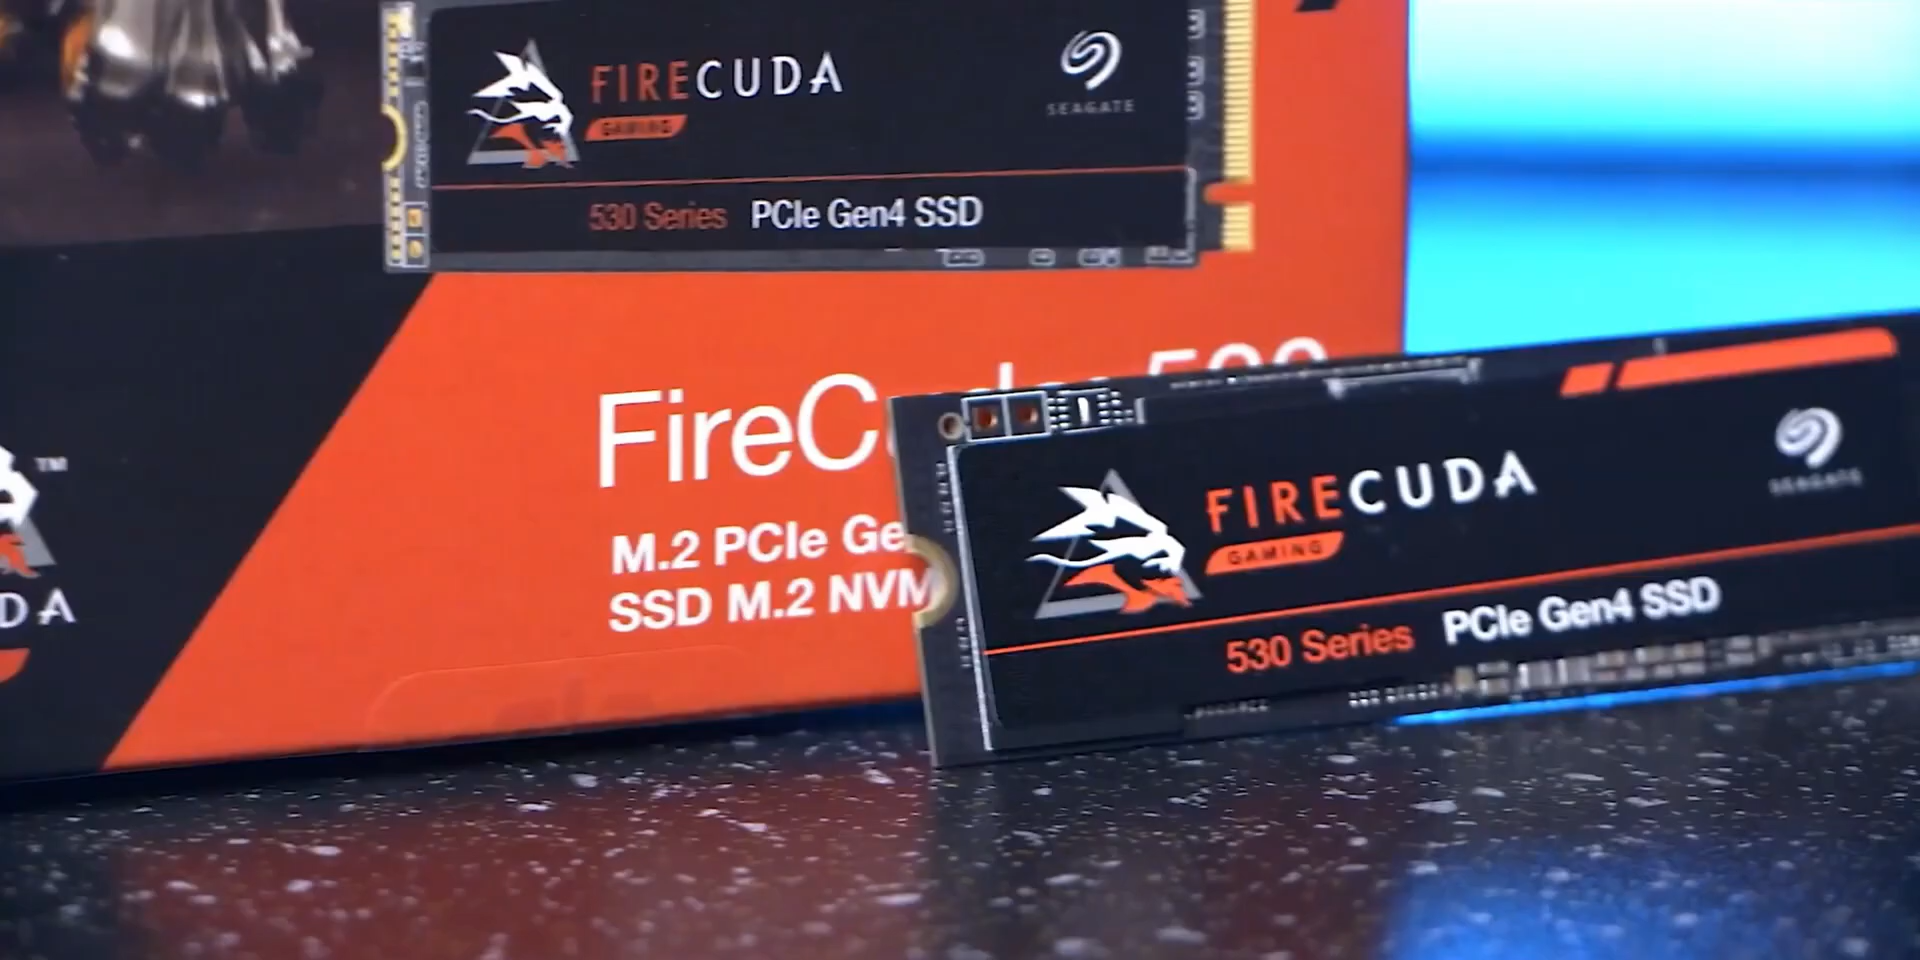 FIRECUDA
GAMING
SEAGATE
530 Series PCIe Gen4 SSD
FireC
M.2 PCIe Ge
SSD M.2 NVM
TM
DA
FIRECUDA
GAMING
SEAGATE
530 Series PCIe Gen4 SSD